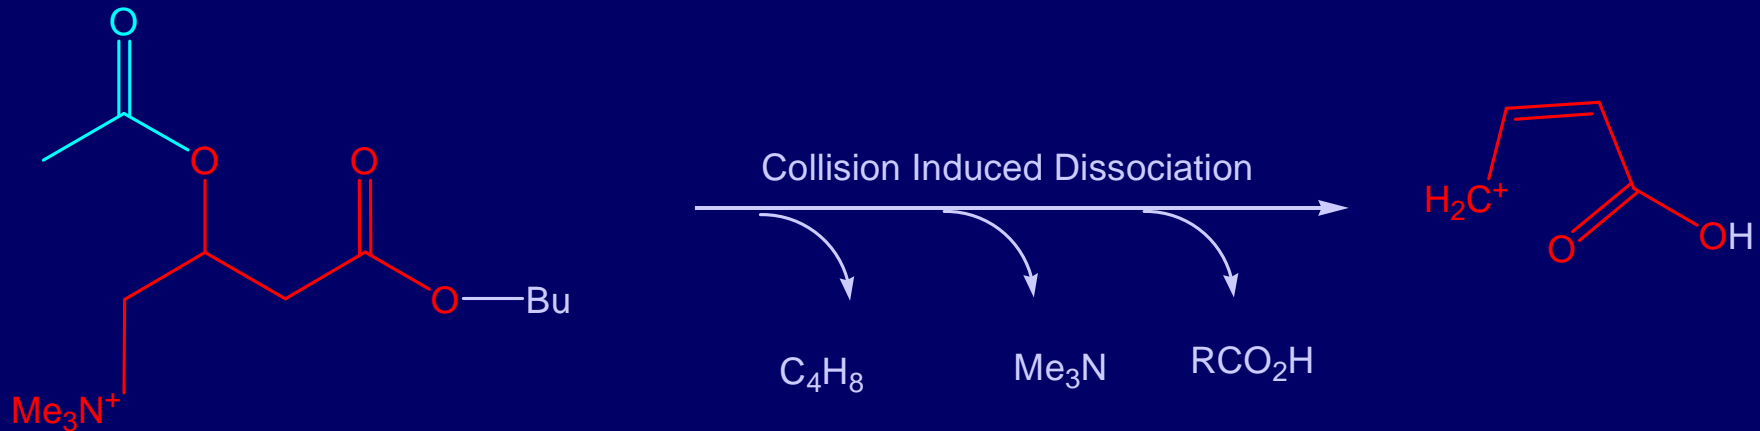 O
O
O
O
Bu
Me₃N⁺
Collision Induced Dissociation
C₄H₈
Me₃N
RCO₂H
H₂C⁺
O
OH